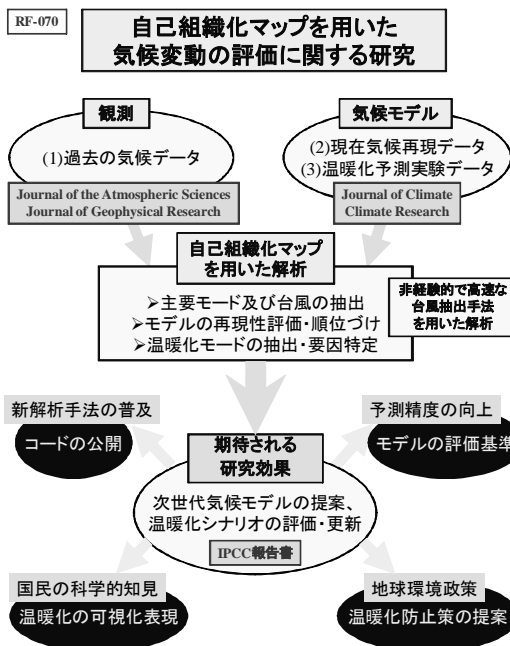 RF-070
自己組織化マップを用いた
気候変動の評価に関する研究
観測
(1)過去の気候データ
Journal of the Atmospheric Sciences
Journal of Geophysical Research
気候モデル
(2)現在気候再現データ
(3)温暖化予測実験データ
Journal of Climate
Climate Research
自己組織化マップ
を用いた解析
➢主要モード及び台風の抽出
➢モデルの再現性評価・順位づけ
➢温暖化モードの抽出・要因特定
非経験的で高速な
台風抽出手法
を用いた解析
新解析手法の普及
コードの公開
予測精度の向上
モデルの評価基準
期待される
研究効果
次世代気候モデルの提案、
温暖化シナリオの評価・更新
IPCC報告書
国民の科学的知見
温暖化の可視化表現
地球環境政策
温暖化防止策の提案